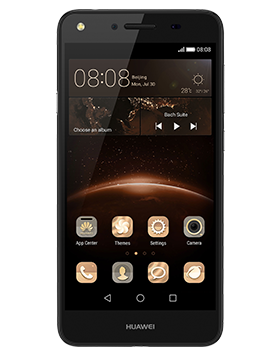 08:08
08:08
Beijing
Mon, Jul 30
Bach Suite
Choose an album
App Center
Themes
Settings
Camera
HUAWEI